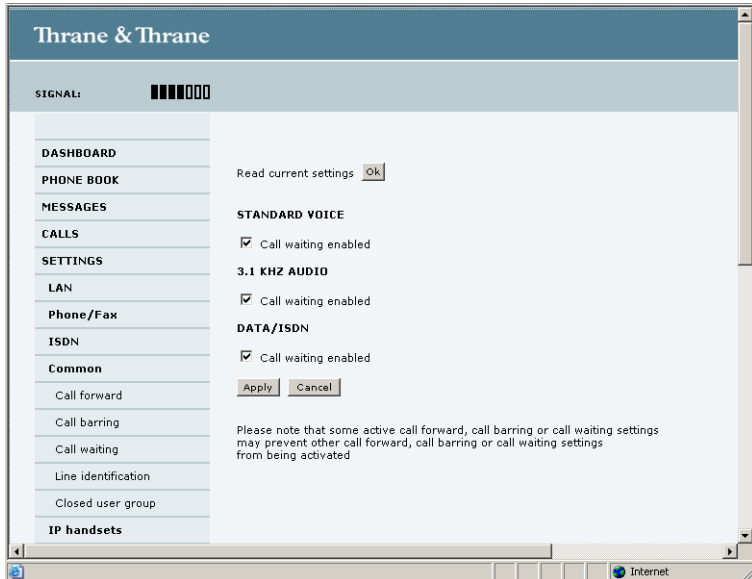 Thrane & Thrane
SIGNAL:
DASHBOARD
PHONE BOOK
MESSAGES
CALLS
SETTINGS
LAN
Phone/Fax
ISDN
Common
Call forward
Call barring
Call waiting
Line identification
Closed user group
IP handsets
Read current settings Ok
STANDARD VOICE
Call waiting enabled
3.1 KHZ AUDIO
Call waiting enabled
DATA/ISDN
Call waiting enabled
Apply Cancel
Please note that some active call forward, call barring or call waiting settings
may prevent other call forward, call barring or call waiting settings
from being activated
Internet